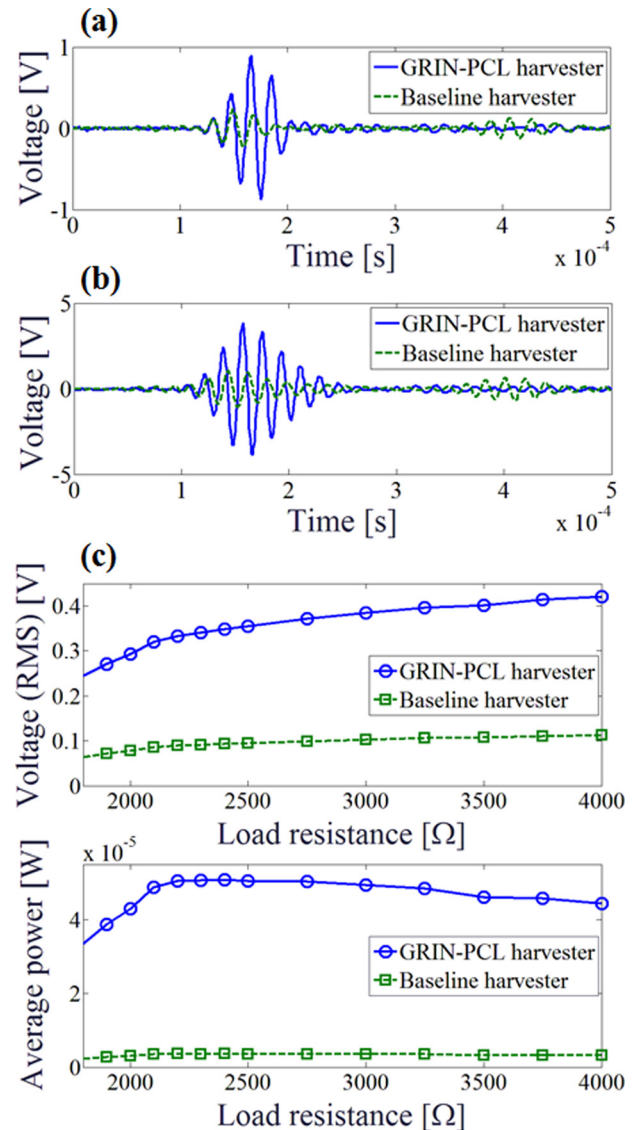 (a)
Voltage [V]
1
0
-1
GRIN-PCL harvester
Baseline harvester
0 1 2 3 4 5
Time [s]
x 10⁻⁴
(b)
Voltage [V]
5
0
-5
GRIN-PCL harvester
Baseline harvester
0 1 2 3 4 5
Time [s]
x 10⁻⁴
(c)
Voltage (RMS) [V]
0.4
0.3
0.2
0.1
0
GRIN-PCL harvester
Baseline harvester
2000 2500 3000 3500 4000
Load resistance [Ω]
x 10⁻⁵
Average power [W]
5
0
GRIN-PCL harvester
Baseline harvester
2000 2500 3000 3500 4000
Load resistance [Ω]